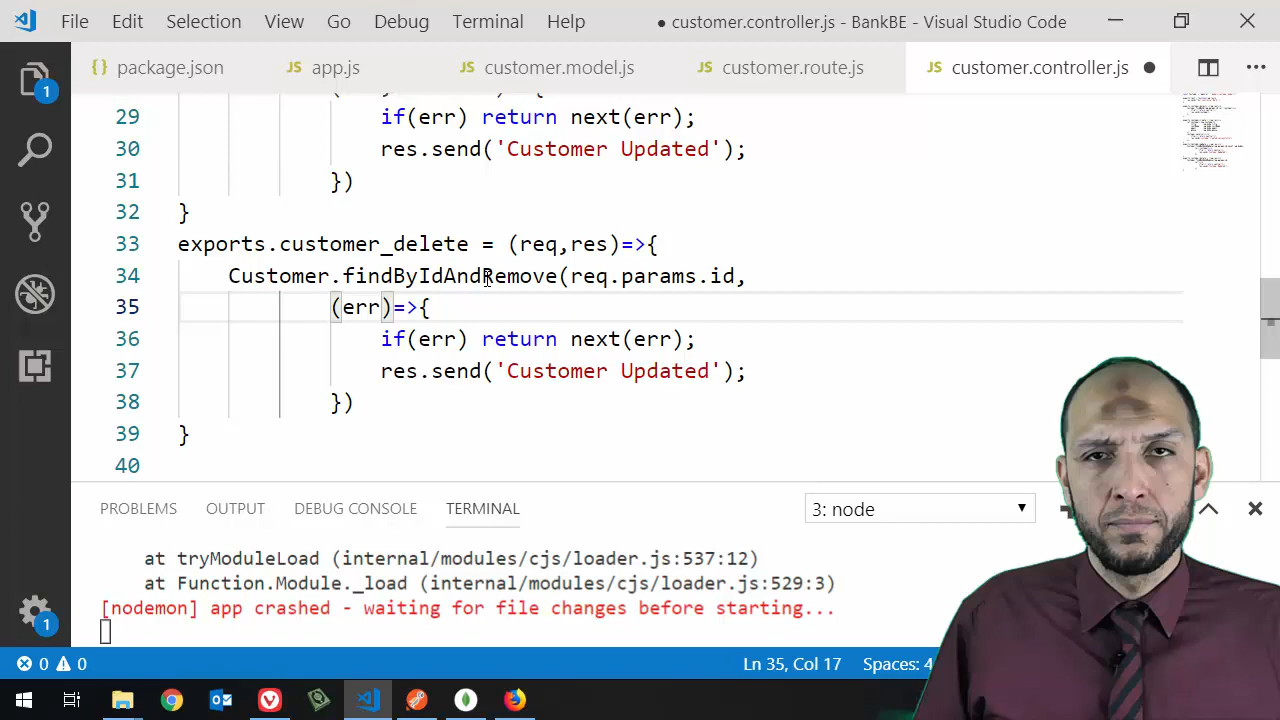 File Edit Selection View Go Debug Terminal Help ● customer.controller.js - BankBE - Visual Studio Code
{} package.json JS app.js JS customer.model.js JS customer.route.js JS customer.controller.js ●
29 if(err) return next(err);
30 res.send('Customer Updated');
31 })
32 }
33 exports.customer_delete = (req,res)=>{
34 Customer.findByIdAndRemove(req.params.id,
35 (err)=>{
36 if(err) return next(err);
37 res.send('Customer Updated');
38 })
39 }
40
PROBLEMS OUTPUT DEBUG CONSOLE TERMINAL 3: node
at tryModuleLoad (internal/modules/cjs/loader.js:537:12)
at Function.Module._load (internal/modules/cjs/loader.js:529:3)
[nodemon] app crashed - waiting for file changes before starting...
1
1
0 0 Ln 35, Col 17 Spaces: 4